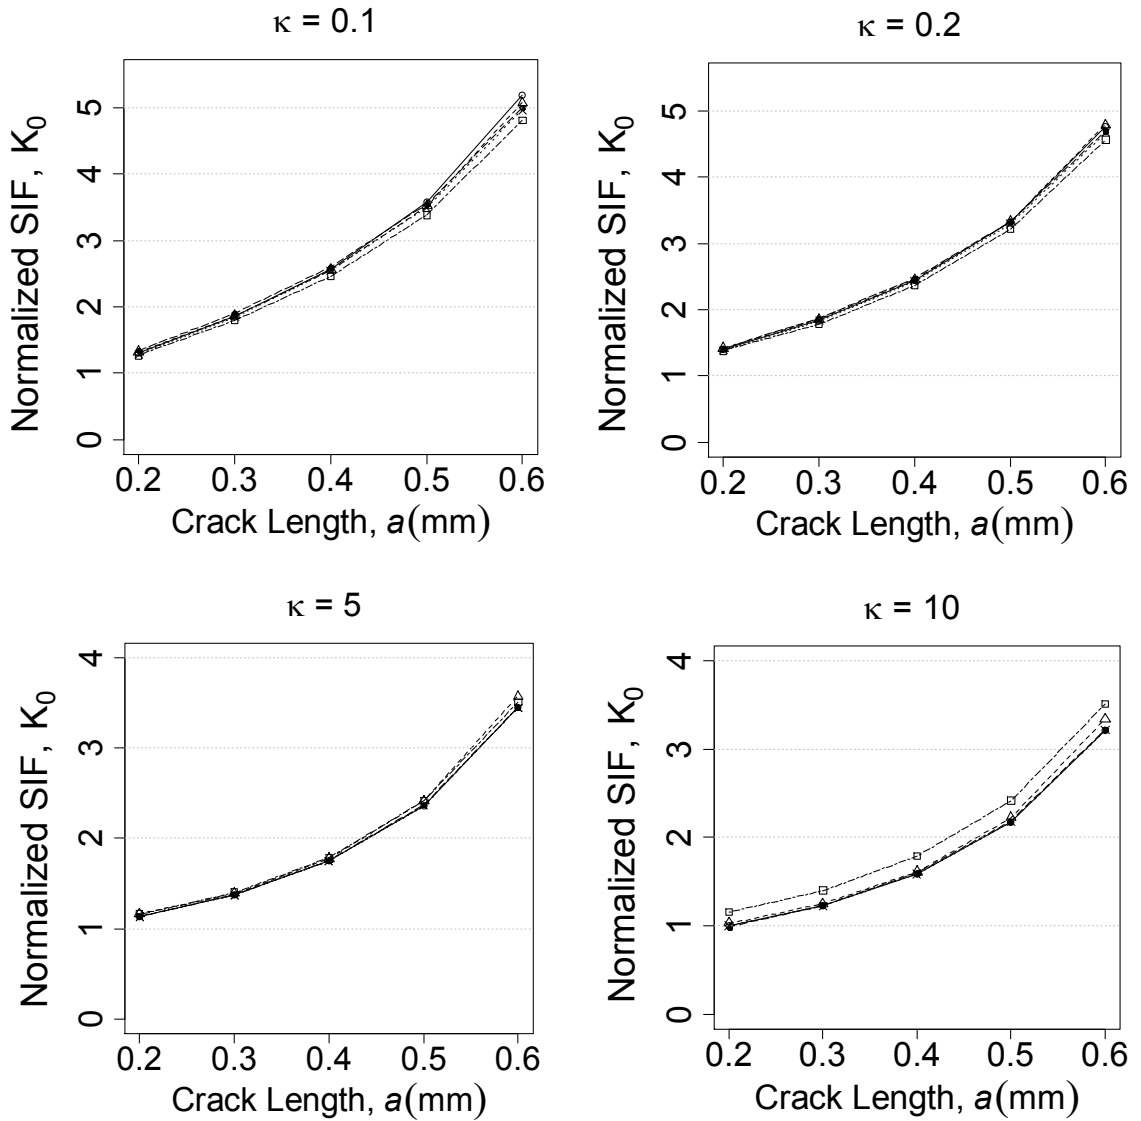 κ = 0.1
Normalized SIF, K₀
5
4
3
2
1
0
0.2 0.3 0.4 0.5 0.6
Crack Length, a(mm)
κ = 0.2
Normalized SIF, K₀
5
4
3
2
1
0
0.2 0.3 0.4 0.5 0.6
Crack Length, a(mm)
κ = 5
Normalized SIF, K₀
4
3
2
1
0
0.2 0.3 0.4 0.5 0.6
Crack Length, a(mm)
κ = 10
Normalized SIF, K₀
4
3
2
1
0
0.2 0.3 0.4 0.5 0.6
Crack Length, a(mm)